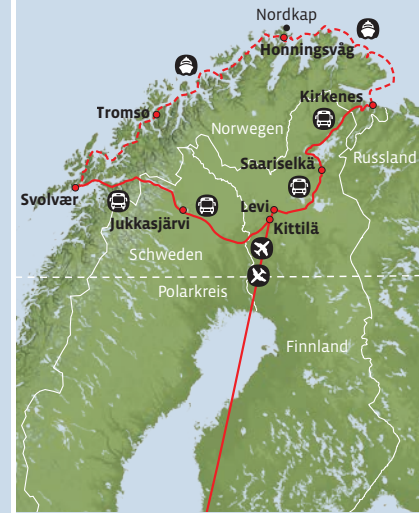 Nordkap
Honningsvåg
Kirkenes
Tromsø
Norwegen
Russland
Saariselkä
Svolvær
Levi
Jukkasjärvi
Kittilä
Schweden
Polarkreis
Finnland